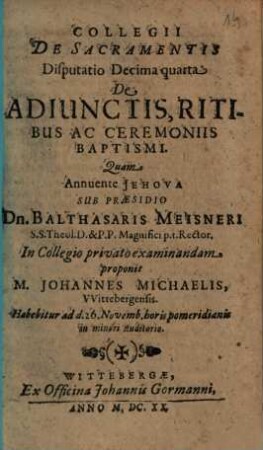 19
COLLEGII
DE SACRAMENTIS
Disputatio Decima quarta
De
ADIUNCTIS, RITI-
BUS AC CEREMONIIS
BAPTISMI.
Quam
Annuente JEHOVA
SUB PRÆSIDIO
Dn. BALTHASARIS MEISNERI
S.S. Theol. D. & P.P. Magnifici p.t. Rector.
In Collegio privato examinandam
proponit
M. JOHANNES MICHAELIS,
VVittebergensis.
Habebitur ad d. 26. Novemb. horis pomeridianis
in minori Auditorio.
WITTEBERGÆ,
Ex Officina Johannis Gormanni,
ANNO M. DC. XX.